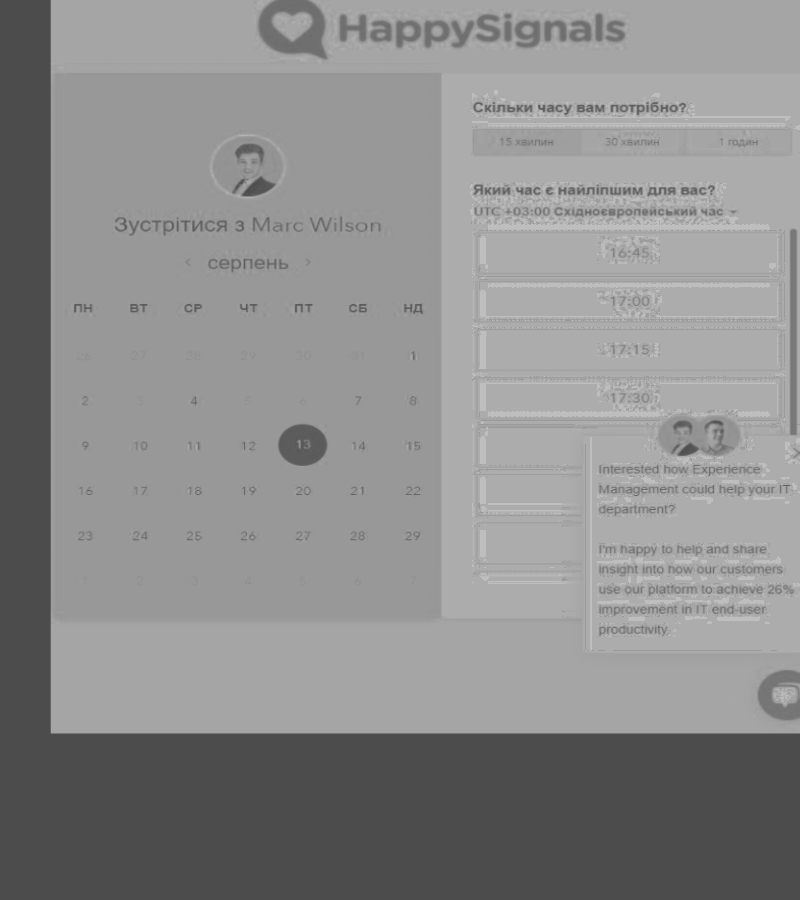 HappySignals
Зустрітися з Marc Wilson
серпень
ПН ВТ СР ЧТ ПТ СБ НД
26 27 28 29 30 31 1
2 3 4 5 6 7 8
9 10 11 12 13 14 15
16 17 18 19 20 21 22
23 24 25 26 27 28 29
1 2 3 4 5 6 7
Скільки часу вам потрібно?
15 хвилин 30 хвилин 1 годин
Який час є найліпшим для вас?
UTC +03:00 Східноєвропейський час
16:45
17:00
17:15
17:30
Interested how Experience
Management could help your IT
department?
I'm happy to help and share
insight into how our customers
use our platform to achieve 26%
improvement in IT end-user
productivity.